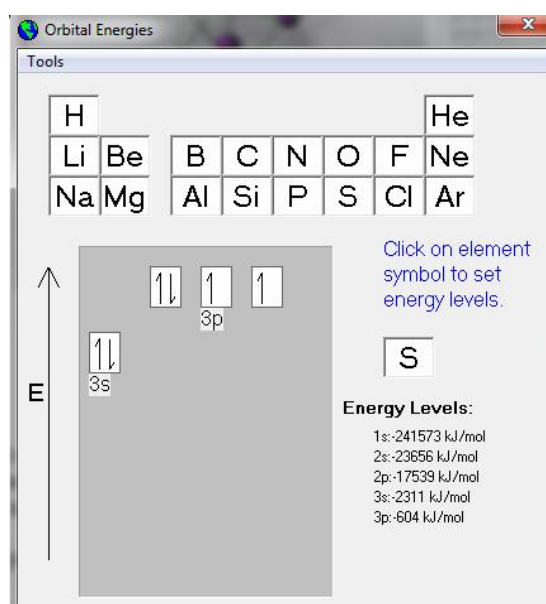 Orbital Energies
Tools
H He
Li Be B C N O F Ne
Na Mg Al Si P S Cl Ar
Click on element
symbol to set
energy levels.
3p
3s
E
S
Energy Levels:
1s:-241573 kJ/mol
2s:-23656 kJ/mol
2p:-17539 kJ/mol
3s:-2311 kJ/mol
3p:-604 kJ/mol